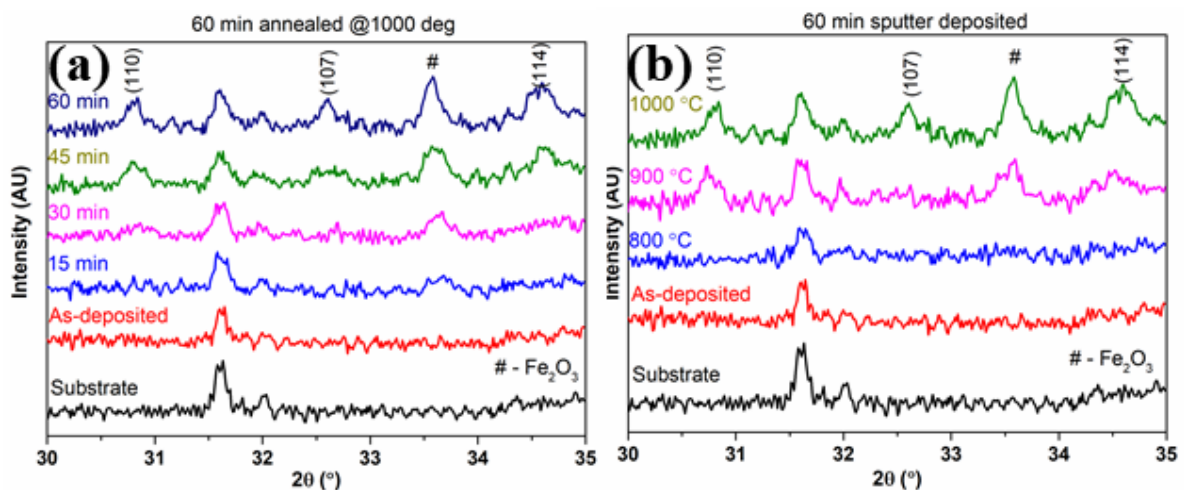 60 min annealed @1000 deg
(a)
(110)
(107)
#
(114)
60 min
45 min
30 min
15 min
As-deposited
# - Fe₂O₃
Substrate
Intensity (AU)
30 31 32 33 34 35
2θ (°)
60 min sputter deposited
(b)
(110)
(107)
#
(114)
1000 °C
900 °C
800 °C
As-deposited
# - Fe₂O₃
Substrate
Intensity (AU)
30 31 32 33 34 35
2θ (°)